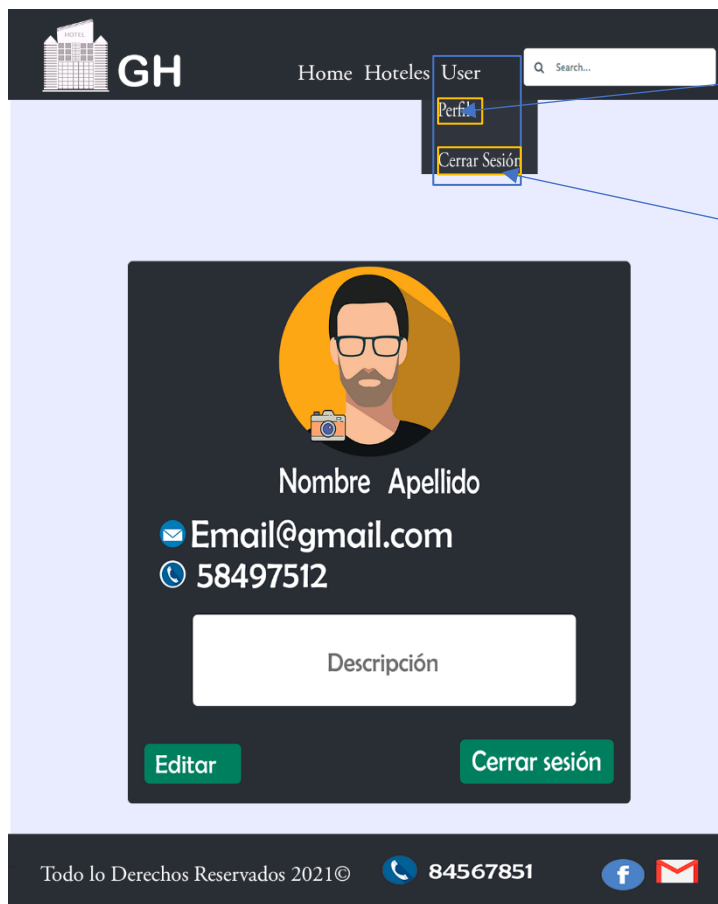 HOTEL
GH
Home Hoteles User
Search...
Perfil
Cerrar Sesión
Nombre Apellido
Email@gmail.com
58497512
Descripción
Editar
Cerrar sesión
Todo lo Derechos Reservados 2021©
84567851
f